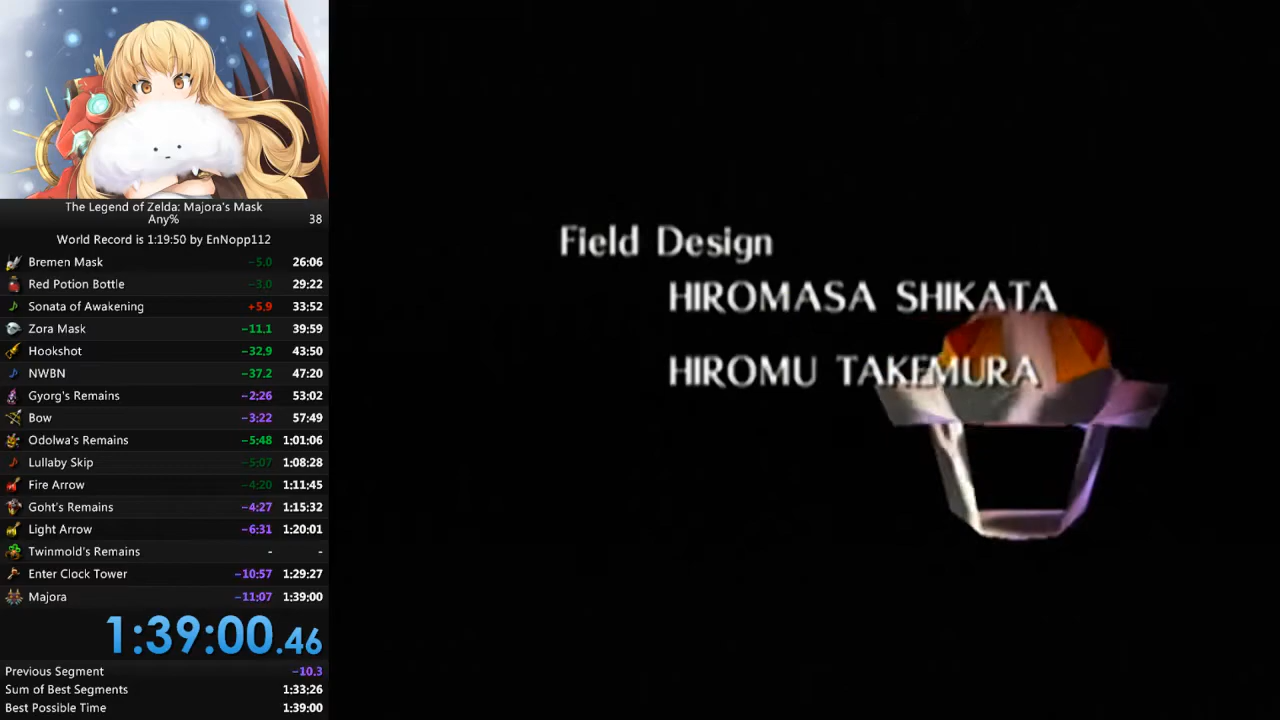 The Legend of Zelda: Majora's Mask
Any% 38
World Record is 1:19:50 by EnNopp112
Bremen Mask -5.0 26:06
Red Potion Bottle -3.0 29:22
Sonata of Awakening +5.9 33:52
Zora Mask -11.1 39:59
Hookshot -32.9 43:50
NWBN -37.2 47:20
Gyorg's Remains -2:26 53:02
Bow -3:22 57:49
Odolwa's Remains -5:48 1:01:06
Lullaby Skip -5:07 1:08:28
Fire Arrow -4:20 1:11:45
Goht's Remains -4:27 1:15:32
Light Arrow -6:31 1:20:01
Twinmold's Remains - -
Enter Clock Tower -10:57 1:29:27
Majora -11:07 1:39:00
1:39:00.46
Previous Segment -10.3
Sum of Best Segments 1:33:26
Best Possible Time 1:39:00
Field Design
HIROMASA SHIKATA
HIROMU TAKEMURA